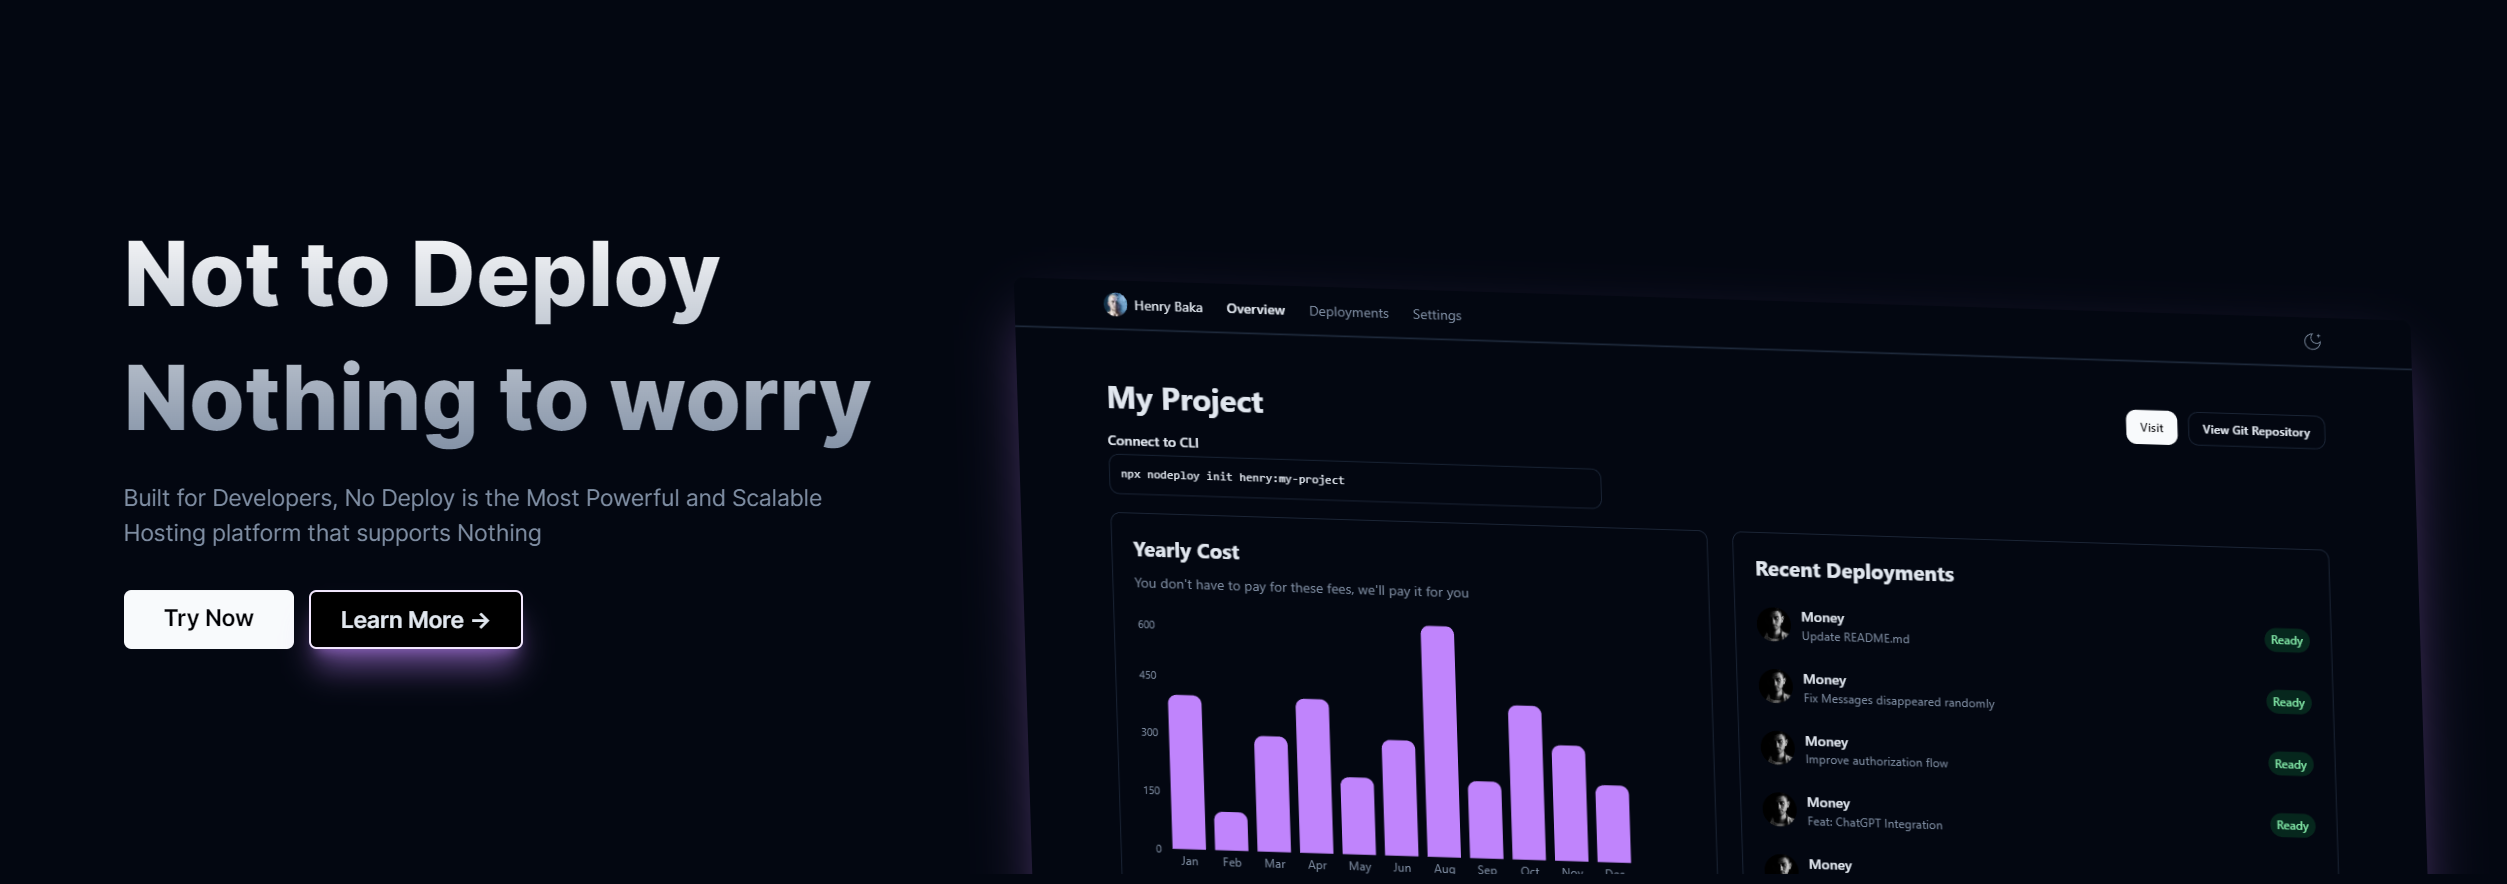 Not to Deploy
Nothing to worry
Built for Developers, No Deploy is the Most Powerful and Scalable
Hosting platform that supports Nothing
Try Now
Learn More →
Henry Baka
Overview
Deployments
Settings
My Project
Visit
View Git Repository
Connect to CLI
npx nodeploy init henry:my-project
Yearly Cost
You don't have to pay for these fees, we'll pay it for you
600
450
300
150
0
Jan
Feb
Mar
Apr
May
Jun
Aug
Sep
Oct
Nov
Dec
Recent Deployments
Money
Update README.md
Ready
Money
Fix Messages disappeared randomly
Ready
Money
Improve authorization flow
Ready
Money
Feat: ChatGPT Integration
Ready
Money